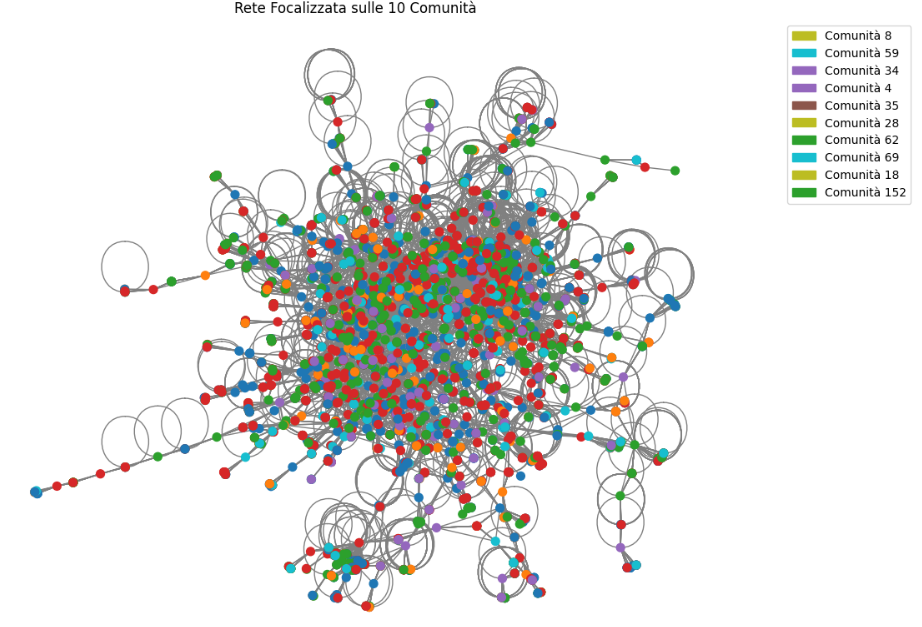 Rete Focalizzata sulle 10 Comunità
Comunità 8
Comunità 59
Comunità 34
Comunità 4
Comunità 35
Comunità 28
Comunità 62
Comunità 69
Comunità 18
Comunità 152